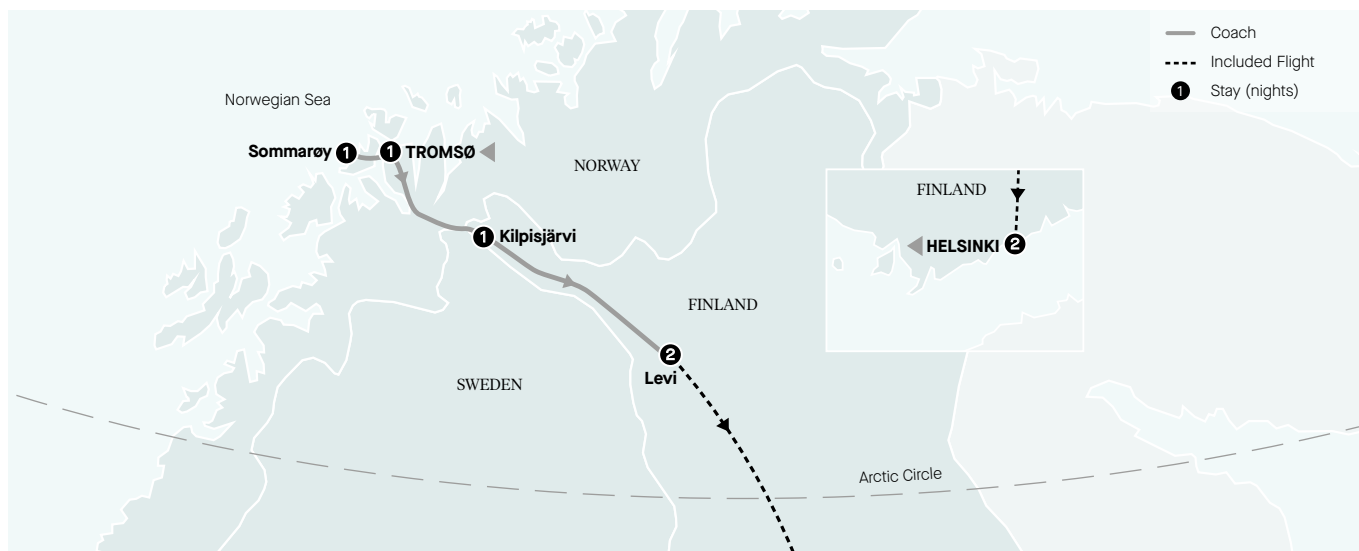 Coach
Included Flight
1 Stay (nights)
Norwegian Sea
Sommarøy 1
1 TROMSØ
NORWAY
FINLAND
HELSINKI 2
1 Kilpisjärvi
FINLAND
2
Levi
SWEDEN
Arctic Circle